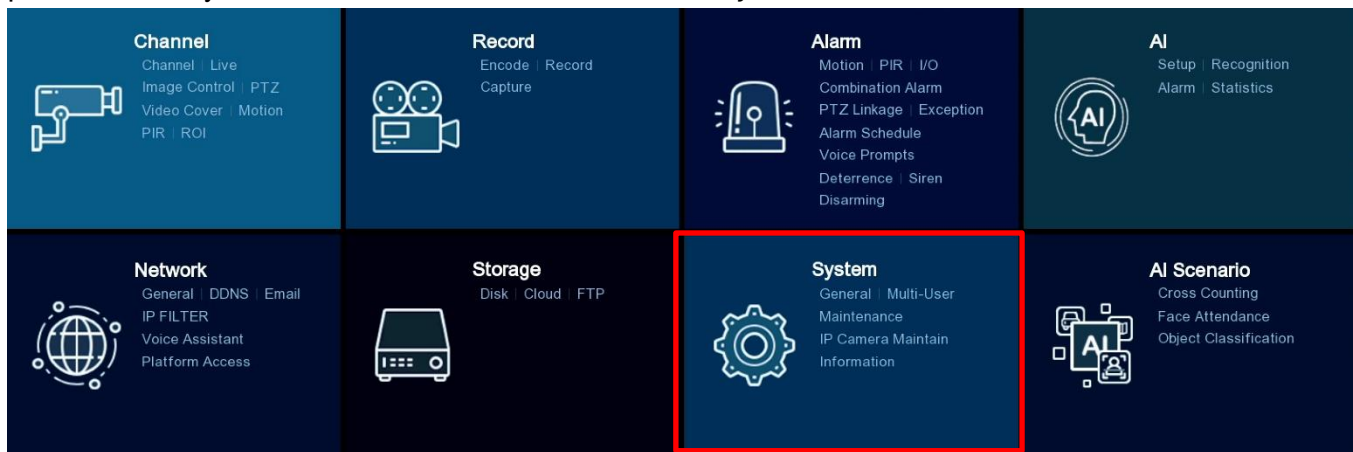 Channel
Channel | Live
Image Control | PTZ
Video Cover | Motion
PIR | ROI
Record
Encode | Record
Capture
Alarm
Motion | PIR | I/O
Combination Alarm
PTZ Linkage | Exception
Alarm Schedule
Voice Prompts
Deterrence | Siren
Disarming
AI
Setup | Recognition
Alarm | Statistics
AI
Network
General | DDNS | Email
IP FILTER
Voice Assistant
Platform Access
Storage
Disk | Cloud | FTP
System
General | Multi-User
Maintenance
IP Camera Maintain
Information
AI Scenario
Cross Counting
Face Attendance
Object Classification
AI